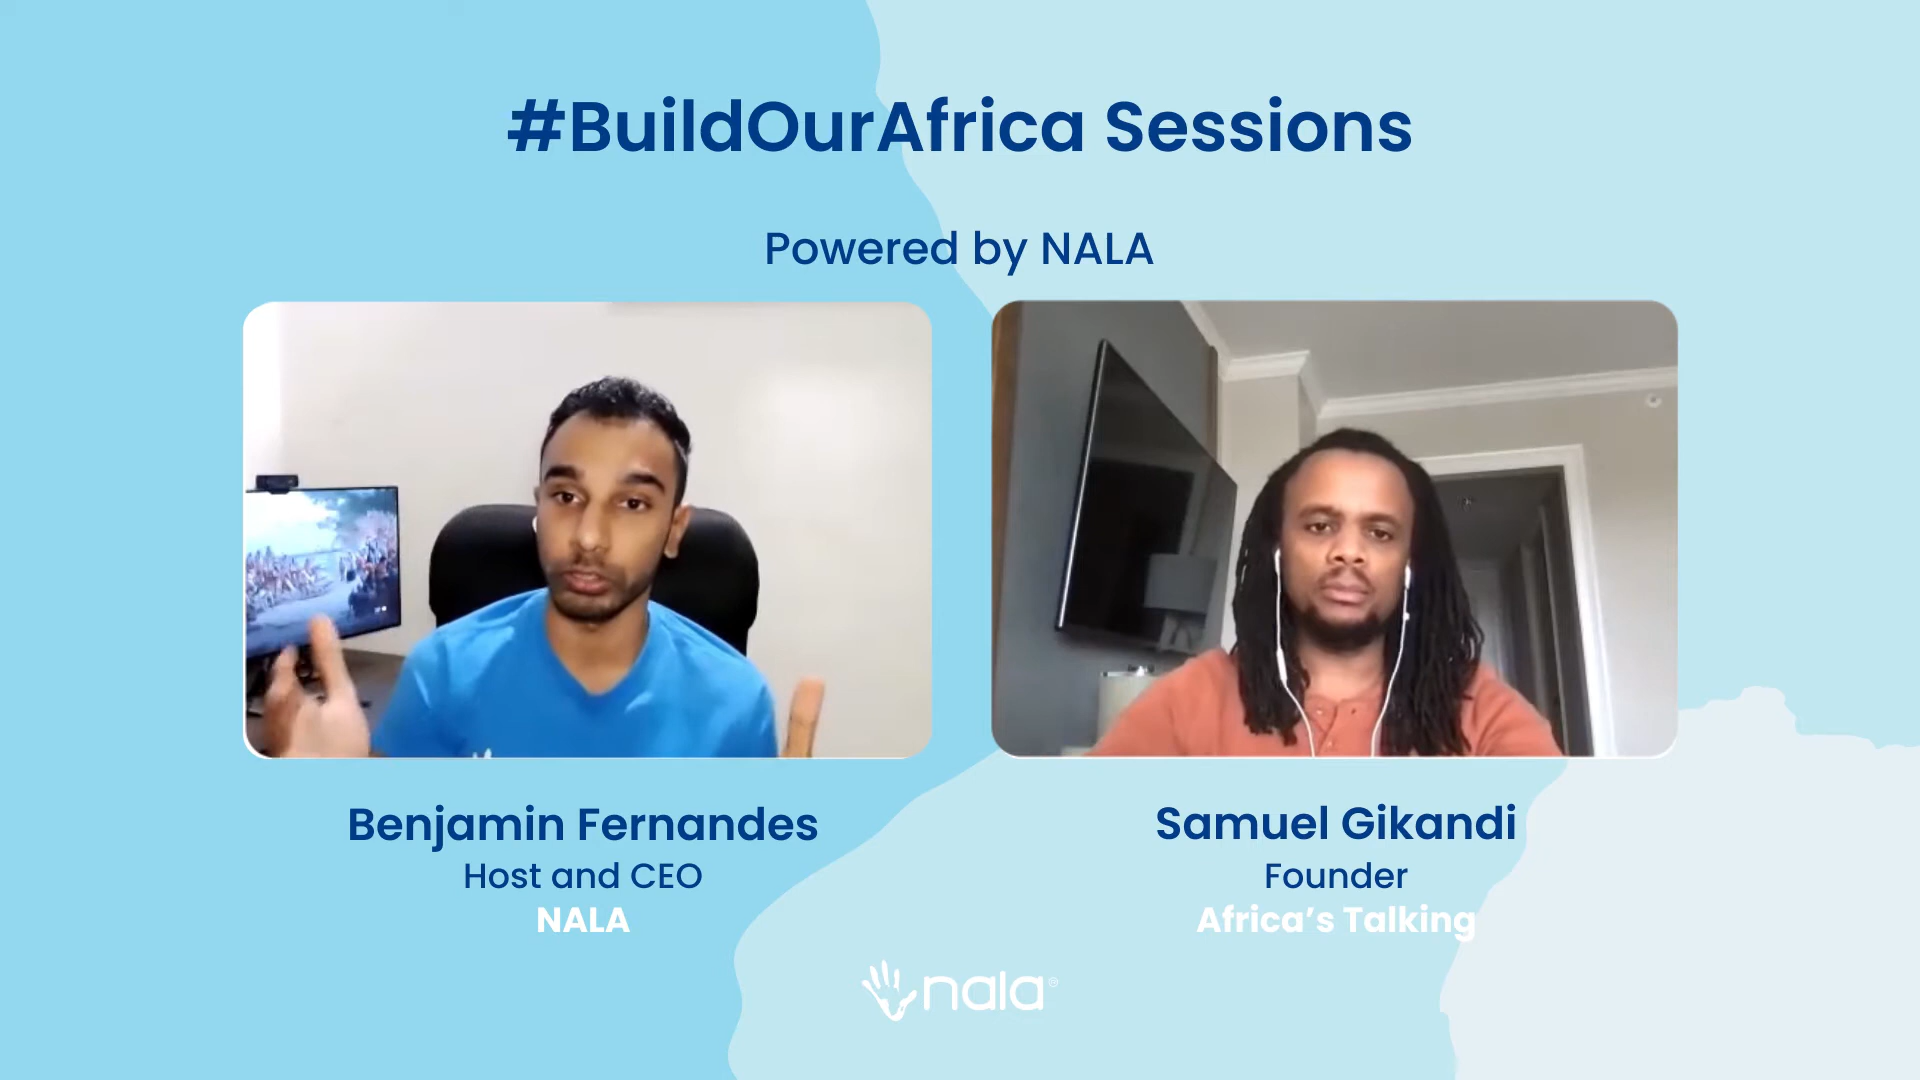 #BuildOurAfrica Sessions
Powered by NALA
Benjamin Fernandes
Host and CEO
NALA
Samuel Gikandi
Founder
Africa’s Talking
nala®